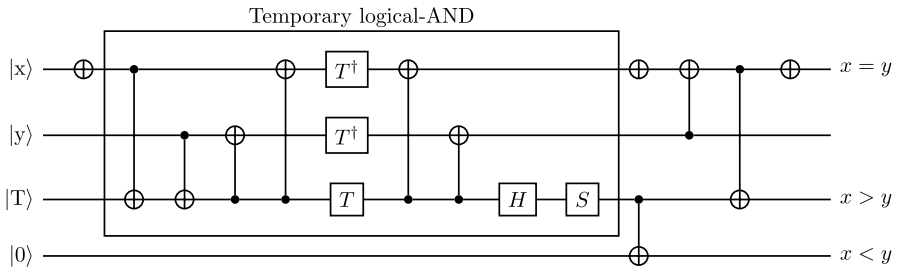 Temporary logical-AND
|x⟩ T† x = y
|y⟩ T†
|T⟩ T H S x > y
|0⟩ x < y